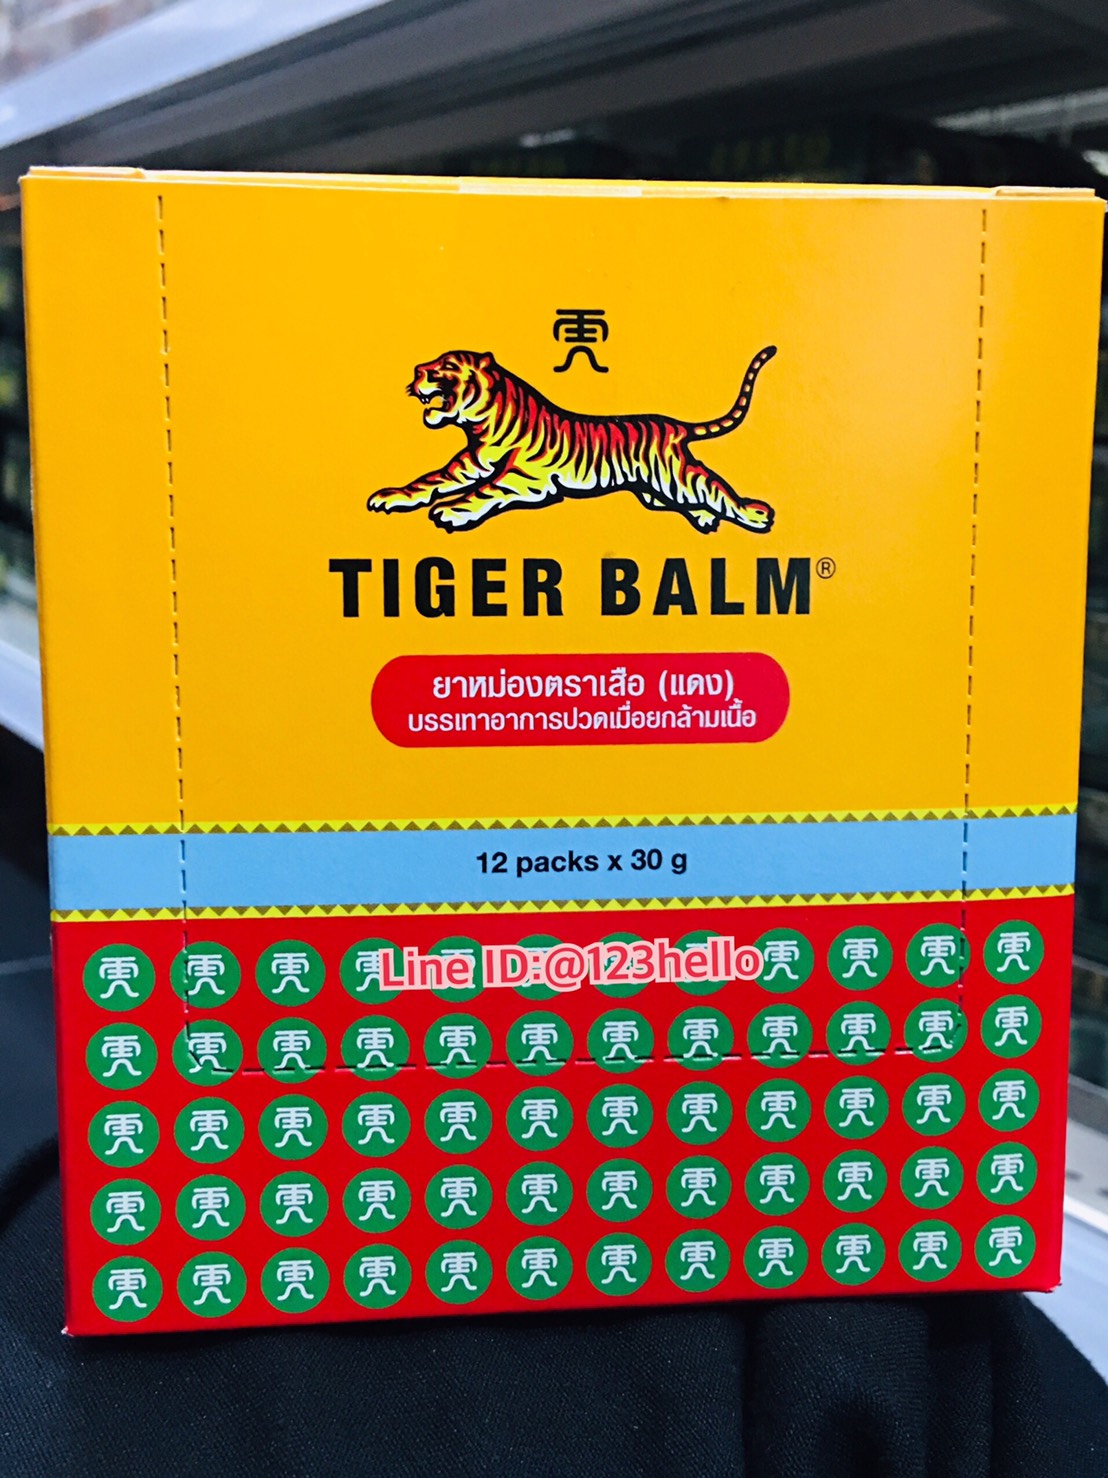 TIGER BALM®
ยาหม่องตราเสือ (แดง)
บรรเทาอาการปวดเมื่อยกล้ามเนื้อ
12 packs x 30 g
Line ID:@123hello